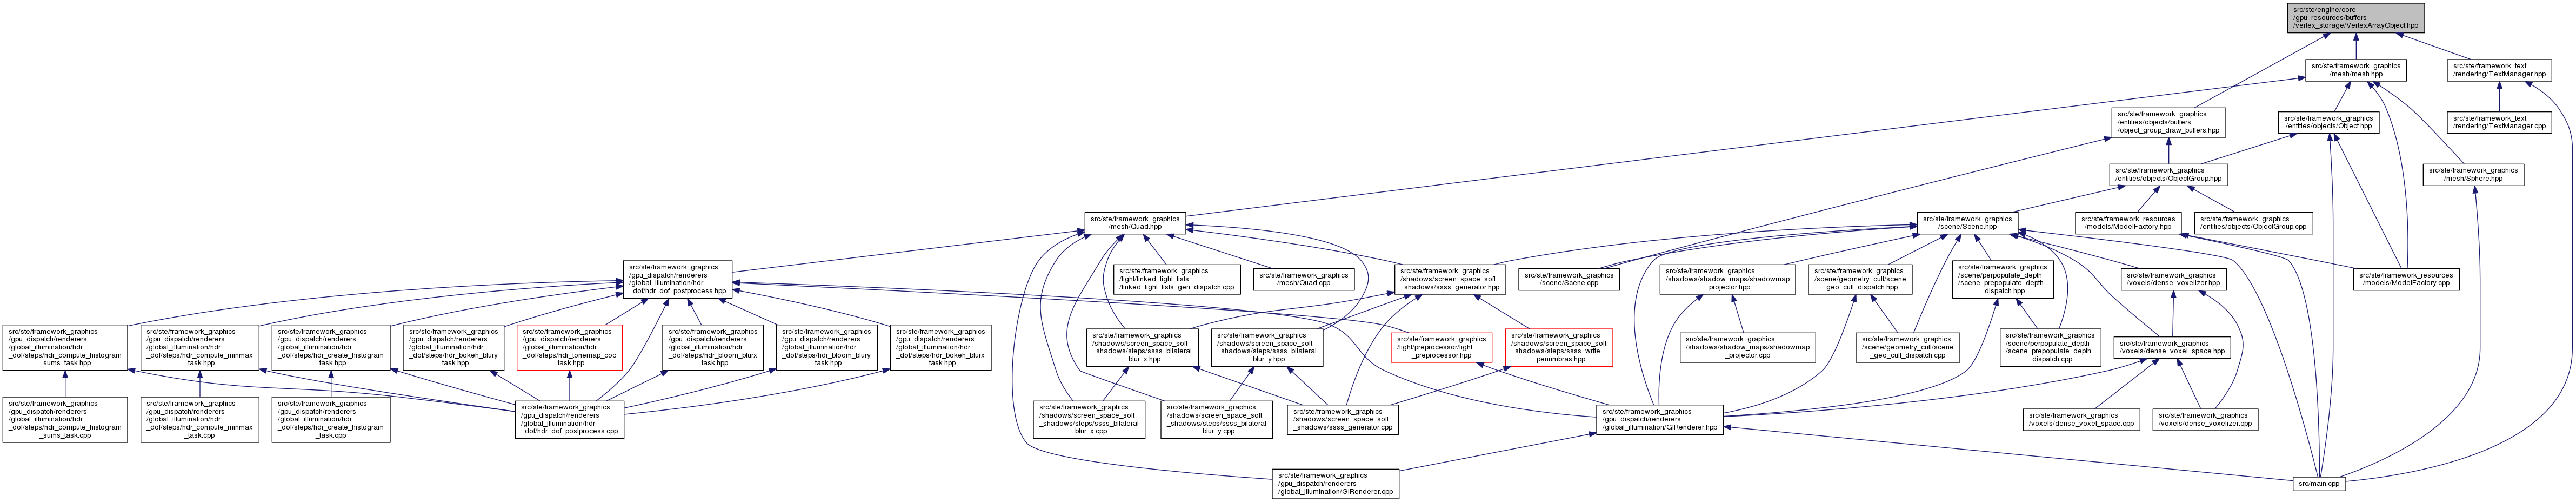 src/ste/engine/core
/gpu_resources/buffers
/vertex_storage/VertexArrayObject.hpp
src/ste/framework_graphics
/mesh/mesh.hpp
src/ste/framework_text
/rendering/TextManager.hpp
src/ste/framework_graphics
/entities/objects/buffers
/object_group_draw_buffers.hpp
src/ste/framework_graphics
/entities/objects/Object.hpp
src/ste/framework_text
/rendering/TextManager.cpp
src/ste/framework_graphics
/entities/objects/ObjectGroup.hpp
src/ste/framework_graphics
/mesh/Sphere.hpp
src/ste/framework_graphics
/mesh/Quad.hpp
src/ste/framework_graphics
/scene/Scene.hpp
src/ste/framework_resources
/models/ModelFactory.hpp
src/ste/framework_graphics
/entities/objects/ObjectGroup.cpp
src/ste/framework_graphics
/gpu_dispatch/renderers
/global_illumination/hdr
_dof/hdr_dof_postprocess.hpp
src/ste/framework_graphics
/light/linked_light_lists
/linked_light_lists_gen_dispatch.cpp
src/ste/framework_graphics
/mesh/Quad.cpp
src/ste/framework_graphics
/shadows/screen_space_soft
_shadows/ssss_generator.hpp
src/ste/framework_graphics
/scene/Scene.cpp
src/ste/framework_graphics
/shadows/shadow_maps/shadowmap
_projector.hpp
src/ste/framework_graphics
/scene/geometry_cull/scene
_geo_cull_dispatch.hpp
src/ste/framework_graphics
/scene/perpopulate_depth
/scene_prepopulate_depth
_dispatch.hpp
src/ste/framework_graphics
/voxels/dense_voxelizer.hpp
src/ste/framework_resources
/models/ModelFactory.cpp
src/ste/framework_graphics
/gpu_dispatch/renderers
/global_illumination/hdr
_dof/steps/hdr_compute_histogram
_sums_task.hpp
src/ste/framework_graphics
/gpu_dispatch/renderers
/global_illumination/hdr
_dof/steps/hdr_compute_minmax
_task.hpp
src/ste/framework_graphics
/gpu_dispatch/renderers
/global_illumination/hdr
_dof/steps/hdr_create_histogram
_task.hpp
src/ste/framework_graphics
/gpu_dispatch/renderers
/global_illumination/hdr
_dof/steps/hdr_bokeh_blury
_task.hpp
src/ste/framework_graphics
/gpu_dispatch/renderers
/global_illumination/hdr
_dof/steps/hdr_tonemap_coc
_task.hpp
src/ste/framework_graphics
/gpu_dispatch/renderers
/global_illumination/hdr
_dof/steps/hdr_bloom_blurx
_task.hpp
src/ste/framework_graphics
/gpu_dispatch/renderers
/global_illumination/hdr
_dof/steps/hdr_bloom_blury
_task.hpp
src/ste/framework_graphics
/gpu_dispatch/renderers
/global_illumination/hdr
_dof/steps/hdr_bokeh_blurx
_task.hpp
src/ste/framework_graphics
/shadows/screen_space_soft
_shadows/steps/ssss_bilateral
_blur_x.hpp
src/ste/framework_graphics
/shadows/screen_space_soft
_shadows/steps/ssss_bilateral
_blur_y.hpp
src/ste/framework_graphics
/light/preprocessor/light
_preprocessor.hpp
src/ste/framework_graphics
/shadows/screen_space_soft
_shadows/steps/ssss_write
_penumbras.hpp
src/ste/framework_graphics
/shadows/shadow_maps/shadowmap
_projector.cpp
src/ste/framework_graphics
/scene/geometry_cull/scene
_geo_cull_dispatch.cpp
src/ste/framework_graphics
/scene/perpopulate_depth
/scene_prepopulate_depth
_dispatch.cpp
src/ste/framework_graphics
/voxels/dense_voxel_space.hpp
src/ste/framework_graphics
/gpu_dispatch/renderers
/global_illumination/hdr
_dof/steps/hdr_compute_histogram
_sums_task.cpp
src/ste/framework_graphics
/gpu_dispatch/renderers
/global_illumination/hdr
_dof/steps/hdr_compute_minmax
_task.cpp
src/ste/framework_graphics
/gpu_dispatch/renderers
/global_illumination/hdr
_dof/steps/hdr_create_histogram
_task.cpp
src/ste/framework_graphics
/gpu_dispatch/renderers
/global_illumination/hdr
_dof/hdr_dof_postprocess.cpp
src/ste/framework_graphics
/shadows/screen_space_soft
_shadows/steps/ssss_bilateral
_blur_x.cpp
src/ste/framework_graphics
/shadows/screen_space_soft
_shadows/steps/ssss_bilateral
_blur_y.cpp
src/ste/framework_graphics
/shadows/screen_space_soft
_shadows/ssss_generator.cpp
src/ste/framework_graphics
/gpu_dispatch/renderers
/global_illumination/GIRenderer.hpp
src/ste/framework_graphics
/voxels/dense_voxel_space.cpp
src/ste/framework_graphics
/voxels/dense_voxelizer.cpp
src/ste/framework_graphics
/gpu_dispatch/renderers
/global_illumination/GIRenderer.cpp
src/main.cpp